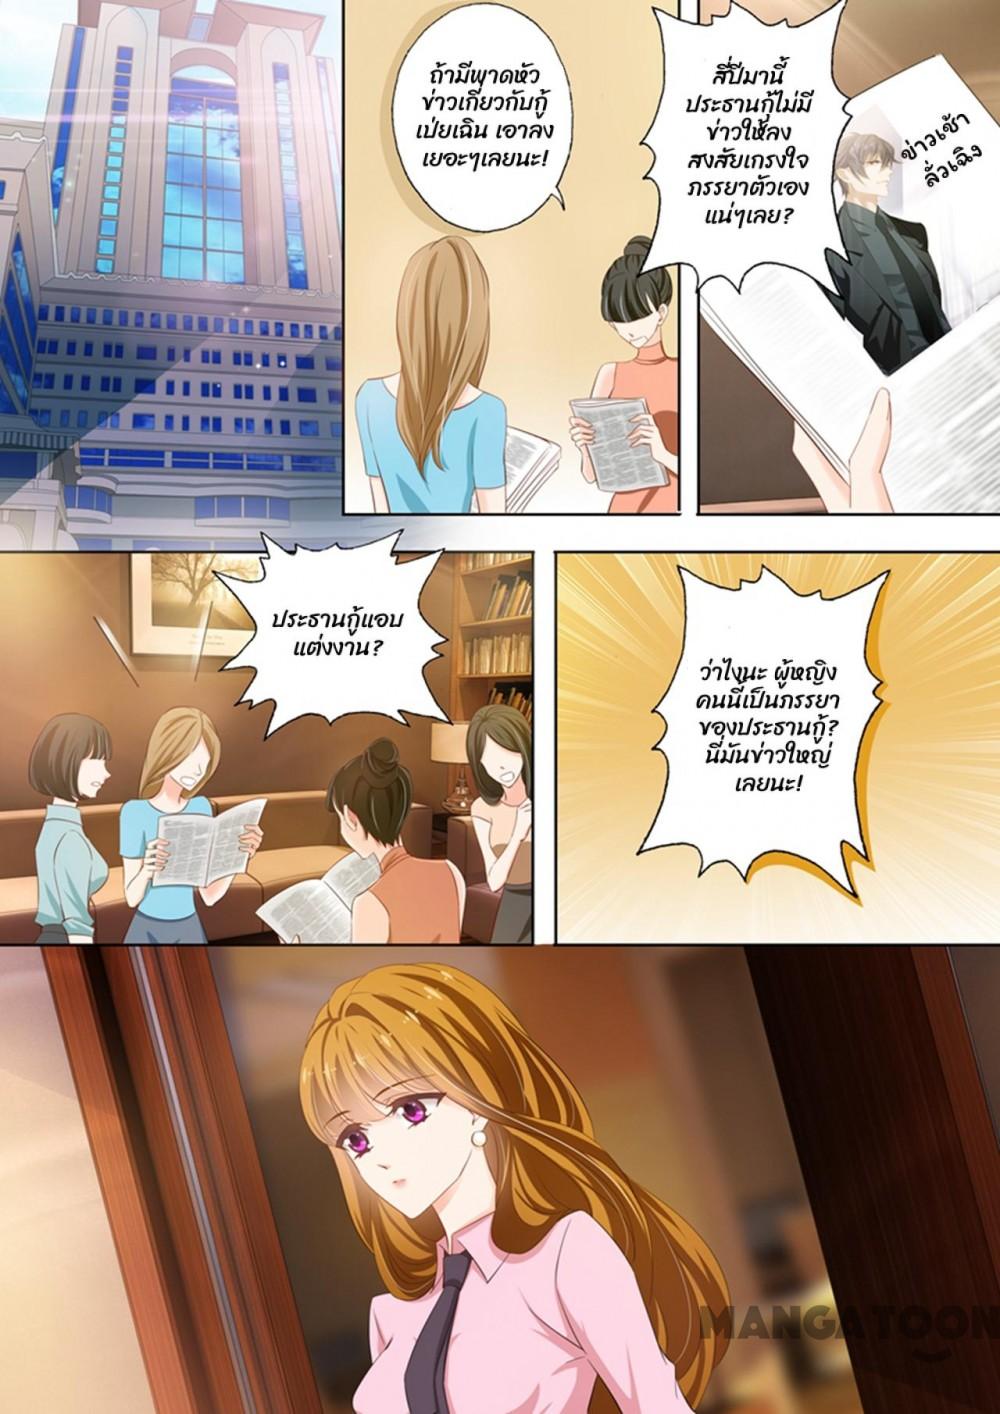 ถ้ามีพาดหัว
ข่าวเกี่ยวกับกู้
เป่ยเฉิน เอาลง
เยอะๆเลยนะ!
สี่ปีมานี้
ประธานกู้ไม่มี
ข่าวให้ลง
สงสัยเกรงใจ
ภรรยาตัวเอง
แน่ๆเลย?
ข่าวเช้า
ลั่วเฉิง
ประธานกู้แอบ
แต่งงาน?
ว่าไงนะ ผู้หญิง
คนนี้เป็นภรรยา
ของประธานกู้?
นี่มันข่าวใหญ่
เลยนะ!
MANGATOON